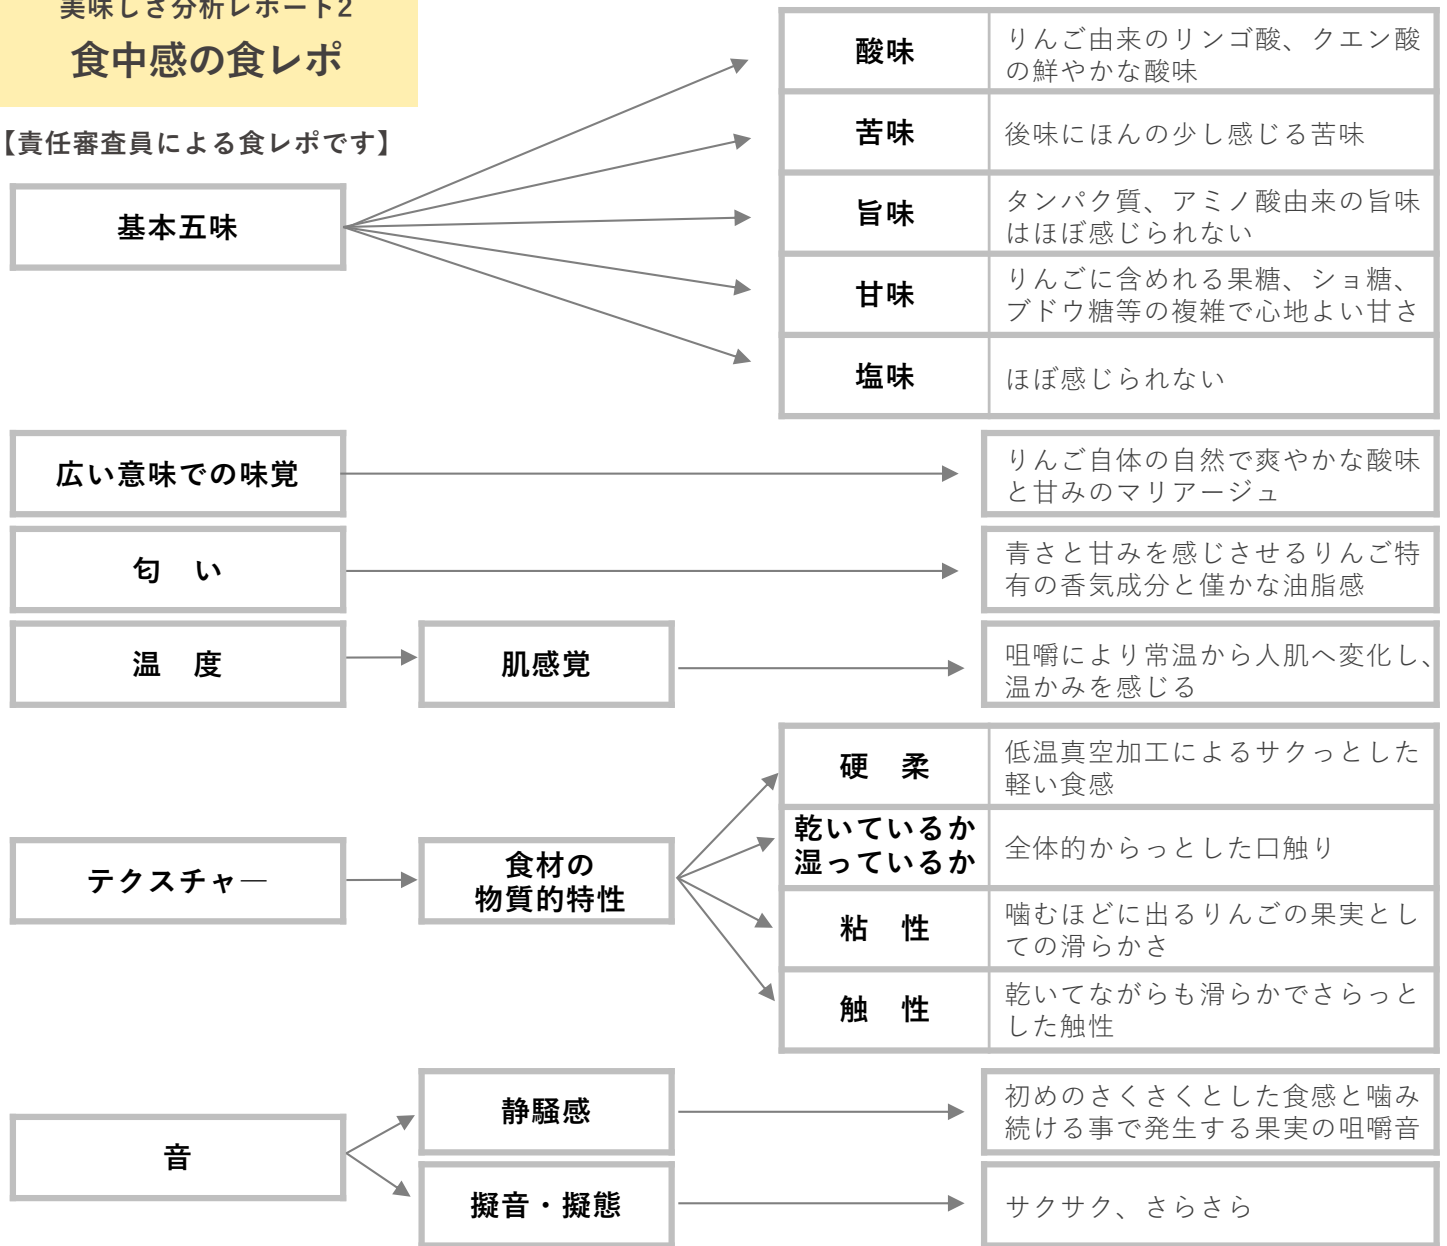 美味しさ分析レポート2
食中感の食レポ
【責任審査員による食レポです】
基本五味
酸味
りんご由来のリンゴ酸、クエン酸
の鮮やかな酸味
苦味
後味にほんの少し感じる苦味
旨味
タンパク質、アミノ酸由来の旨味
はほぼ感じられない
甘味
りんごに含めれる果糖、ショ糖、
ブドウ糖等の複雑で心地よい甘さ
塩味
ほぼ感じられない
広い意味での味覚
りんご自体の自然で爽やかな酸味
と甘みのマリアージュ
匂　い
青さと甘みを感じさせるりんご特
有の香気成分と僅かな油脂感
温　度
肌感覚
咀嚼により常温から人肌へ変化し、
温かみを感じる
テクスチャ―
食材の
物質的特性
硬　柔
低温真空加工によるサクっとした
軽い食感
乾いているか
湿っているか
全体的からっとした口触り
粘　性
噛むほどに出るりんごの果実とし
ての滑らかさ
触　性
乾いてながらも滑らかでさらっと
した触性
音
静騒感
初めのさくさくとした食感と噛み
続ける事で発生する果実の咀嚼音
擬音・擬態
サクサク、さらさら